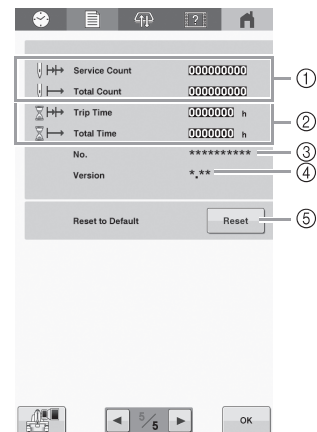 ?
Service Count 000000000 ①
Total Count 000000000
Trip Time 0000000 h ②
Total Time 0000000 h
No. ********** ③
Version *.** ④
Reset to Default Reset ⑤
5/5 OK